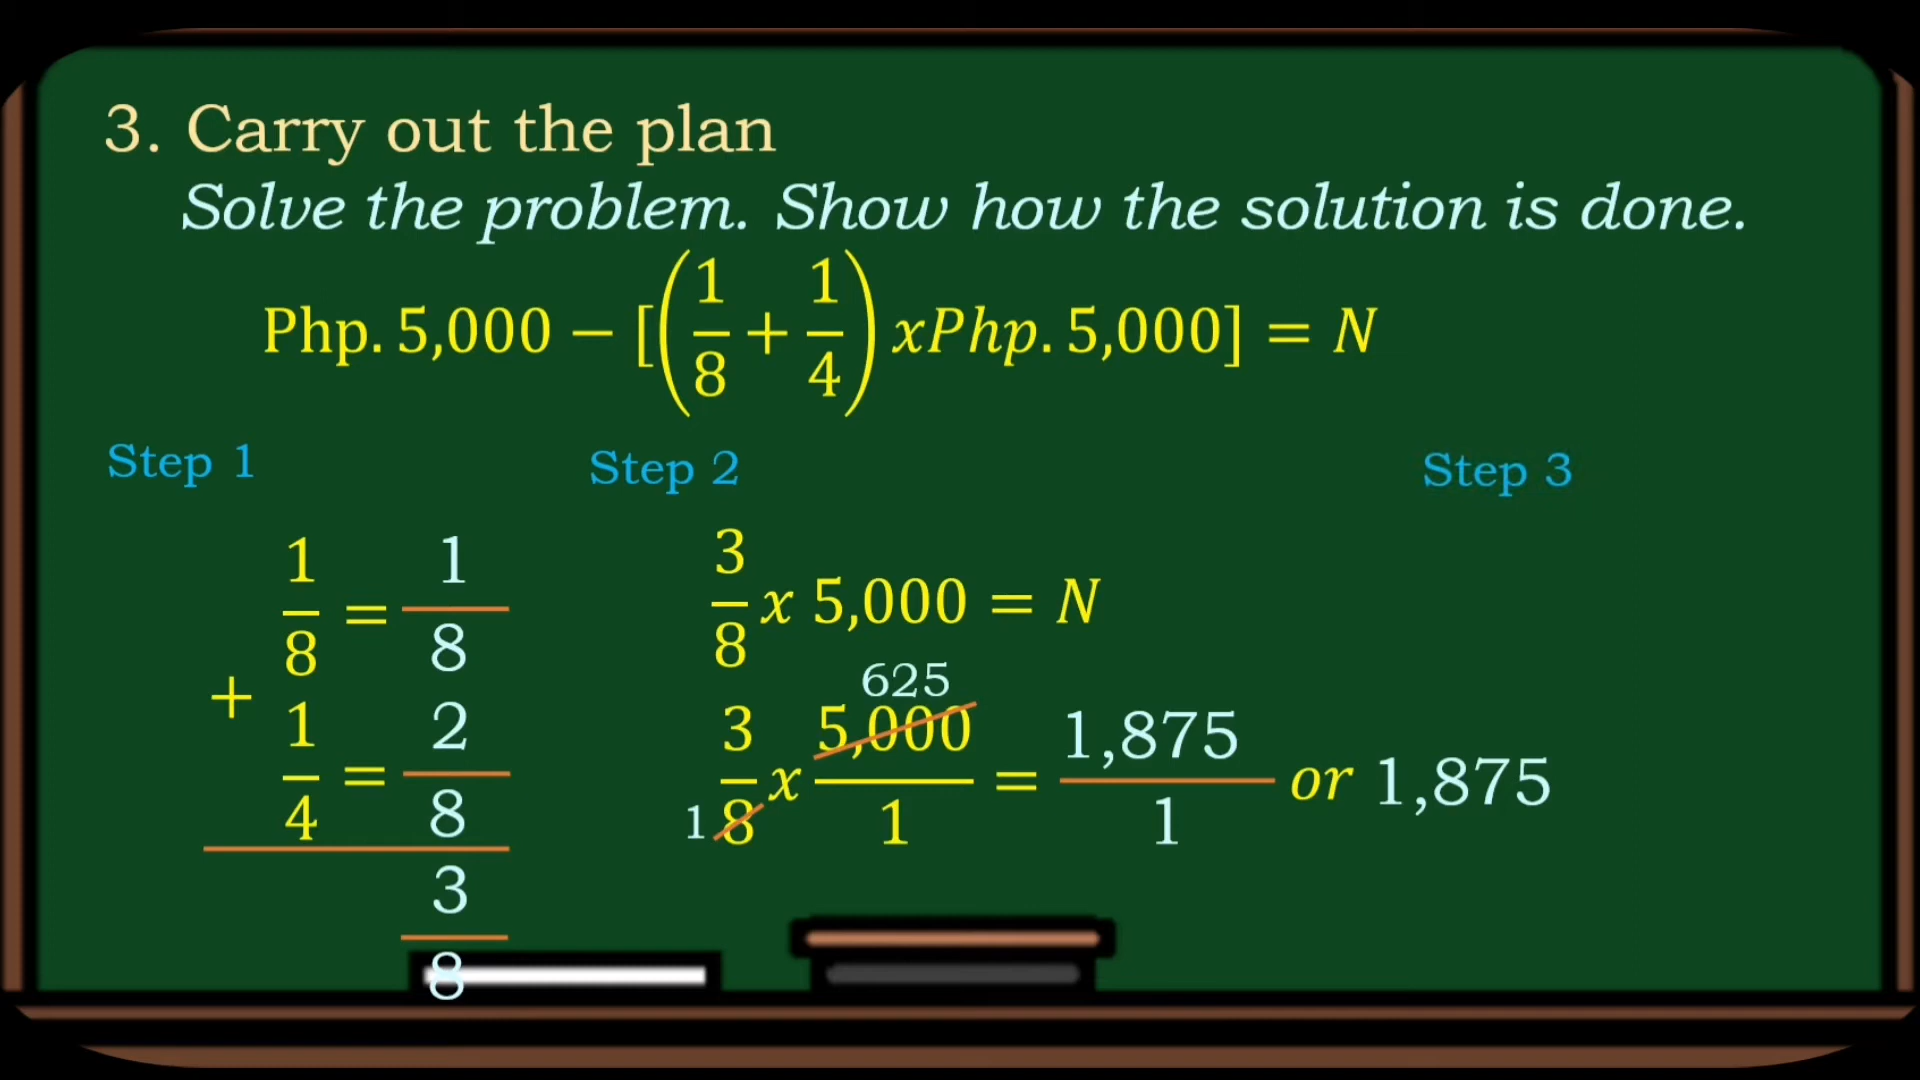 3. Carry out the plan
Solve the problem. Show how the solution is done.
Php. 5,000 − [(1/8 + 1/4) xPhp. 5,000] = N
Step 1
1/8 = 1/8
+ 1/4 = 2/8
3/8
Step 2
3/8 x 5,000 = N
625
3/8 x 5,000/1 = 1,875/1 or 1,875
1
Step 3